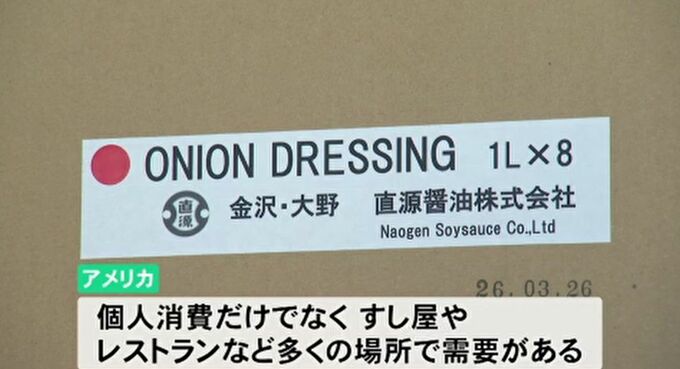 ONION DRESSING 1L×8
直源 金沢・大野 直源醤油株式会社
Naogen Soysauce Co.,Ltd
26.03.26
アメリカ
個人消費だけでなく すし屋や
レストランなど多くの場所で需要がある